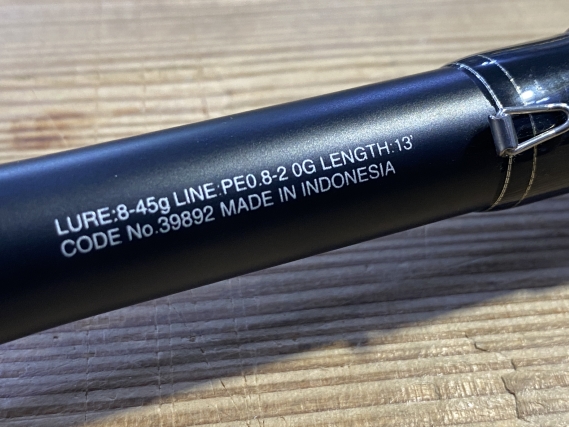 LURE:8-45g LINE:PE0.8-2 0G LENGTH:13'
CODE No.39892 MADE IN INDONESIA